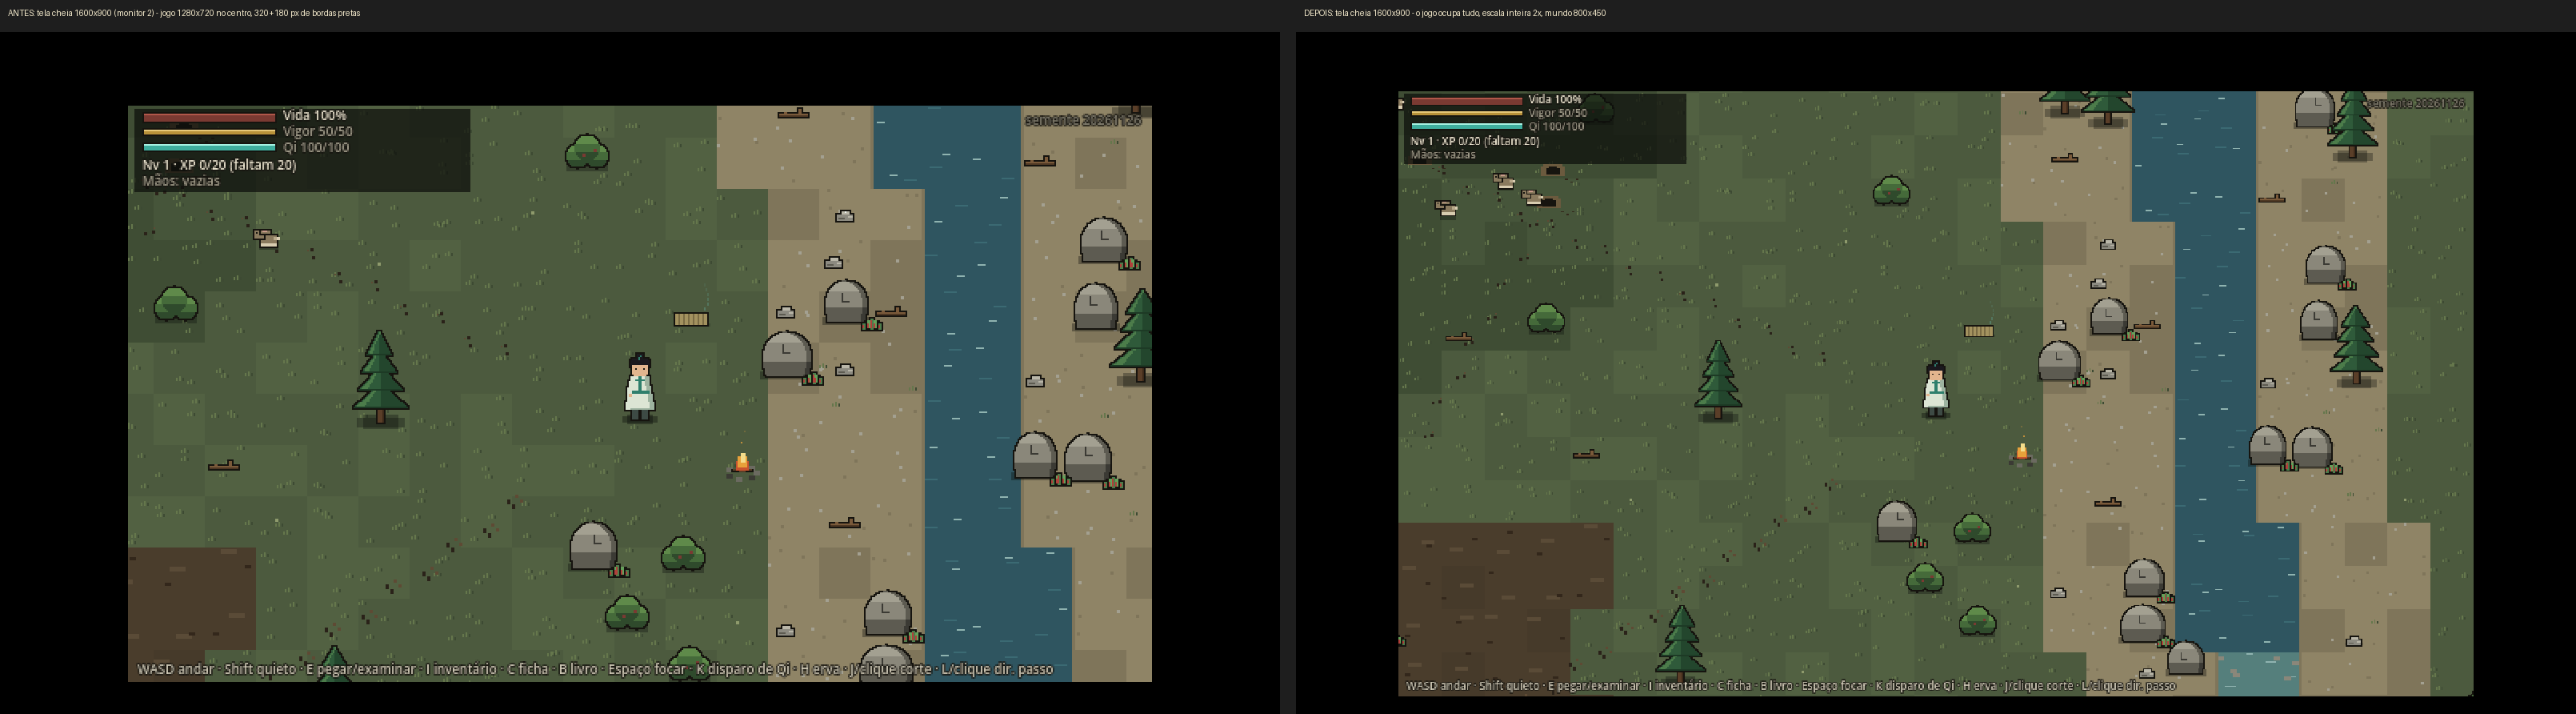 ANTES: tela cheia 1600x900 (monitor 2) - jogo 1280x720 no centro, 320+180 px de bordas pretas
Vida 100%
Vigor 50/50
Qi 100/100
Nv 1 · XP 0/20 (faltam 20)
Mãos: vazias
semente 20261126
WASD andar · Shift quieto · E pegar/examinar · I inventário · C ficha · B livro · Espaço focar · K disparo de Qi · H erva · J/clique corte · L/clique dir. passo
DEPOIS: tela cheia 1600x900 - o jogo ocupa tudo, escala inteira 2x, mundo 800x450
Vida 100%
Vigor 50/50
Qi 100/100
Nv 1 · XP 0/20 (faltam 20)
Mãos: vazias
semente 20261126
WASD andar · Shift quieto · E pegar/examinar · I inventário · C ficha · B livro · Espaço focar · K disparo de Qi · H erva · J/clique corte · L/clique dir. passo